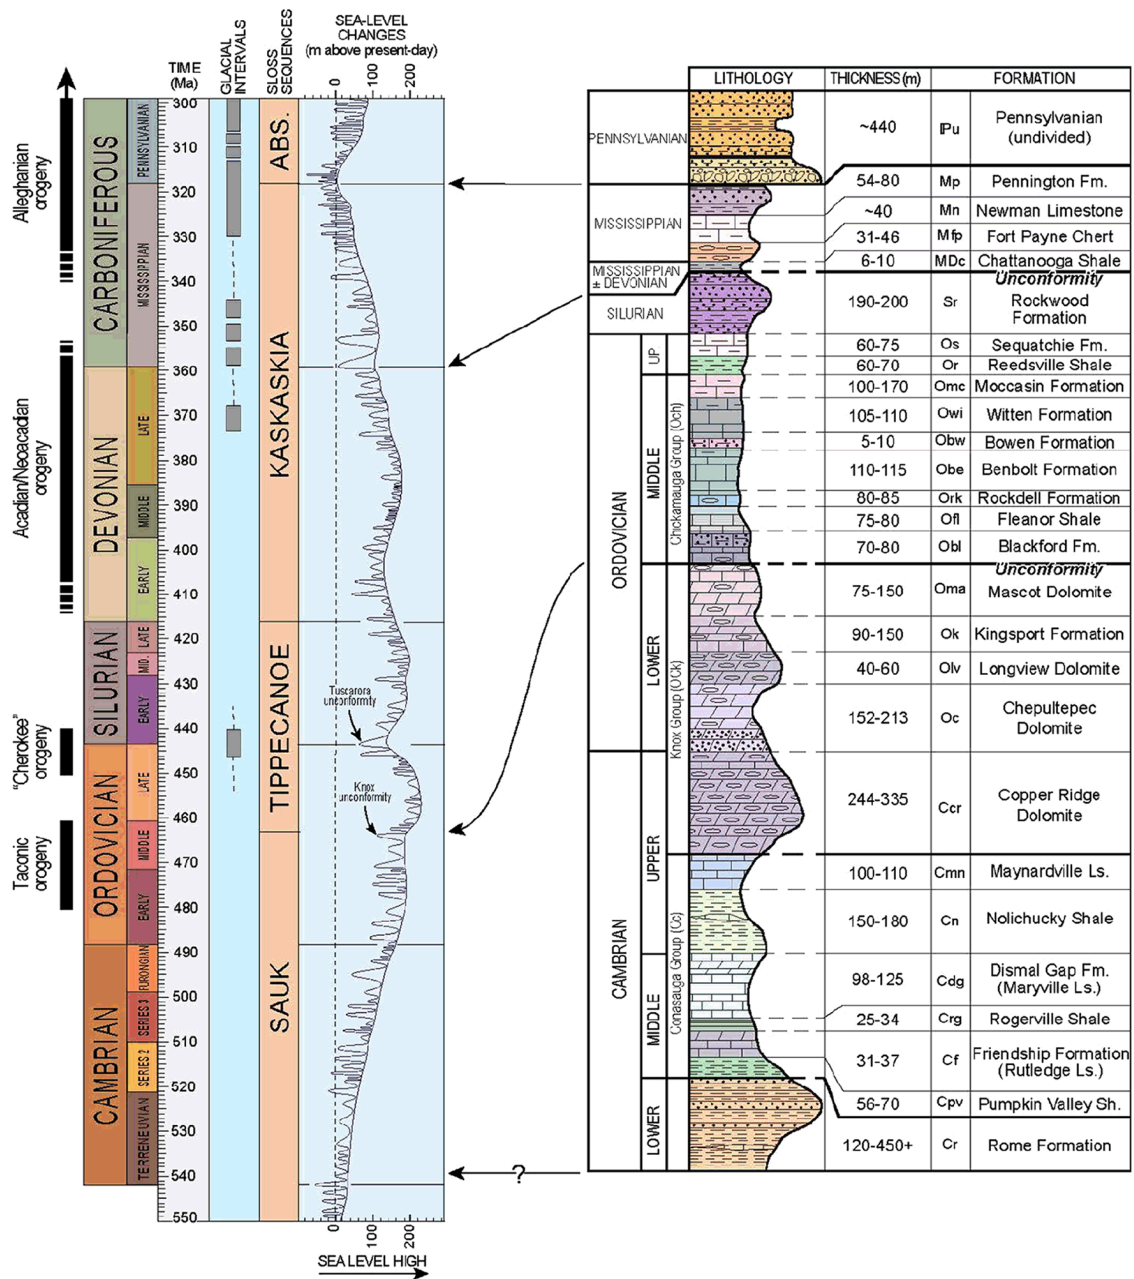 SEA-LEVEL
CHANGES
(m above present-day)
GLACIAL
INTERVALS
SLOSS
SEQUENCES
TIME
(Ma)
0 100 200
300
310
320
330
340
350
360
370
380
390
400
410
420
430
440
450
460
470
480
490
500
510
520
530
540
550
Alleghanian
orogeny
Acadian/Neoacadian
orogeny
"Cherokee"
orogeny
Taconic
orogeny
CARBONIFEROUS
PENNSYLVANIAN
MISSISSIPPIAN
DEVONIAN
LATE
MIDDLE
EARLY
SILURIAN
LATE
MID.
EARLY
ORDOVICIAN
LATE
MIDDLE
EARLY
CAMBRIAN
FURONGIAN
SERIES 3
SERIES 2
TERRENEUVIAN
ABS.
KASKASKIA
TIPPECANOE
SAUK
Tuscarora
unconformity
Knox
unconformity
0 100 200
SEA LEVEL HIGH
?
LITHOLOGY THICKNESS (m) FORMATION
PENNSYLVANIAN
MISSISSIPPIAN
MISSISSIPPIAN
± DEVONIAN
SILURIAN
ORDOVICIAN
UP
MIDDLE
Chickamauga Group (Och)
LOWER
Knox Group (OCk)
CAMBRIAN
UPPER
MIDDLE
Conasauga Group (Cc)
LOWER
~440 IPu Pennsylvanian
(undivided)
54-80 Mp Pennington Fm.
~40 Mn Newman Limestone
31-46 Mfp Fort Payne Chert
6-10 MDc Chattanooga Shale
Unconformity
190-200 Sr Rockwood
Formation
60-75 Os Sequatchie Fm.
60-70 Or Reedsville Shale
100-170 Omc Moccasin Formation
105-110 Owi Witten Formation
5-10 Obw Bowen Formation
110-115 Obe Benbolt Formation
80-85 Ork Rockdell Formation
75-80 Ofl Fleanor Shale
70-80 Obl Blackford Fm.
Unconformity
75-150 Oma Mascot Dolomite
90-150 Ok Kingsport Formation
40-60 Olv Longview Dolomite
152-213 Oc Chepultepec
Dolomite
244-335 Ccr Copper Ridge
Dolomite
100-110 Cmn Maynardville Ls.
150-180 Cn Nolichucky Shale
98-125 Cdg Dismal Gap Fm.
(Maryville Ls.)
25-34 Crg Rogerville Shale
31-37 Cf Friendship Formation
(Rutledge Ls.)
56-70 Cpv Pumpkin Valley Sh.
120-450+ Cr Rome Formation